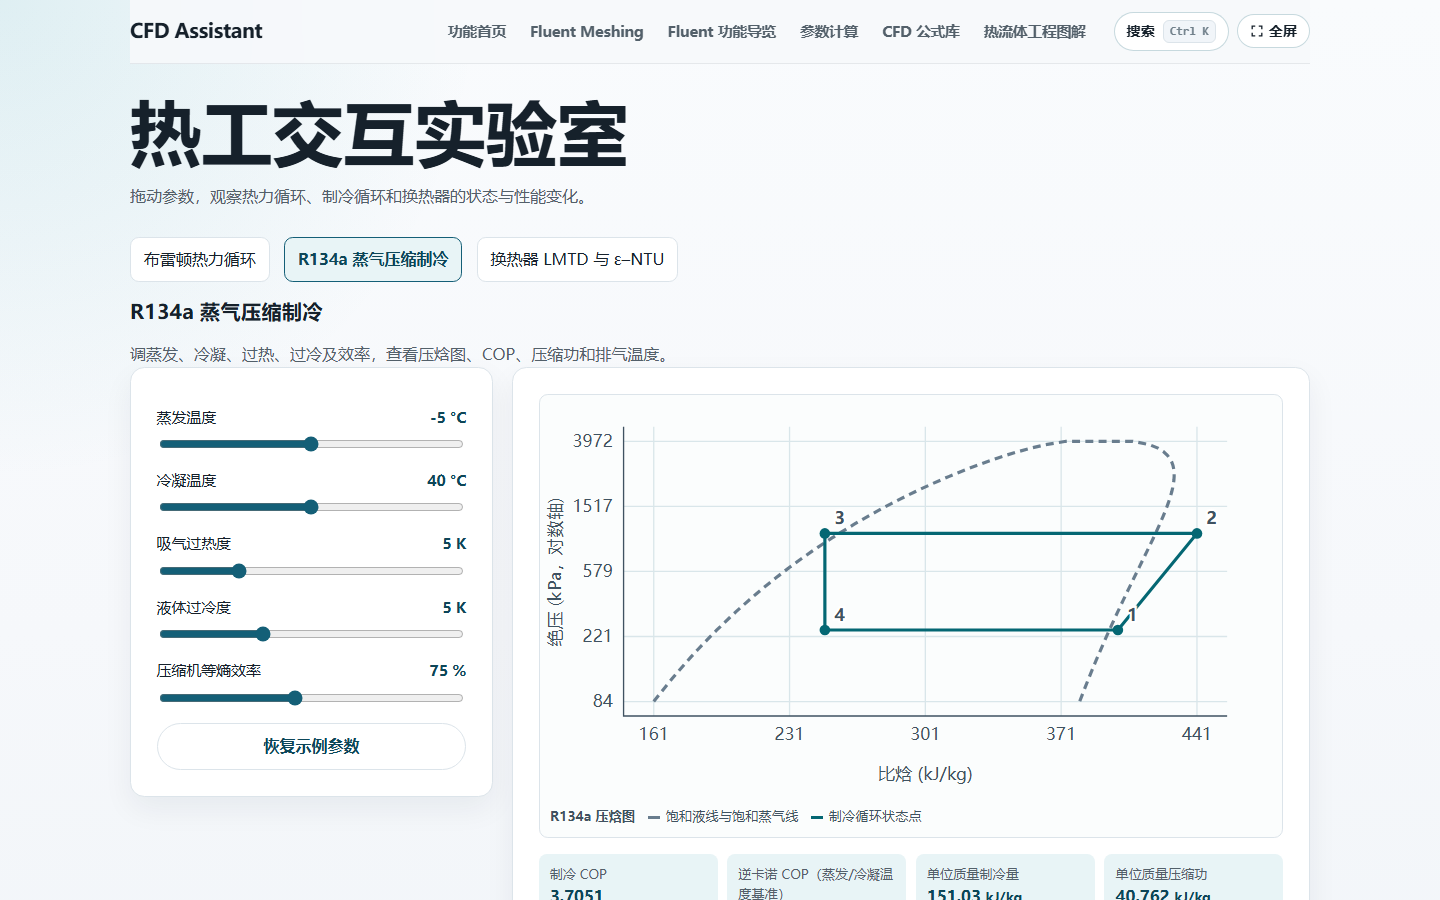 CFD Assistant
功能首页
Fluent Meshing
Fluent 功能导览
参数计算
CFD 公式库
热流体工程图解
搜索 Ctrl K
全屏
热工交互实验室
拖动参数，观察热力循环、制冷循环和换热器的状态与性能变化。
布雷顿热力循环
R134a 蒸气压缩制冷
换热器 LMTD 与 ε–NTU
R134a 蒸气压缩制冷
调蒸发、冷凝、过热、过冷及效率，查看压焓图、COP、压缩功和排气温度。
蒸发温度 -5 °C
冷凝温度 40 °C
吸气过热度 5 K
液体过冷度 5 K
压缩机等熵效率 75 %
恢复示例参数
绝压 (kPa，对数轴)
3972
1517
579
221
84
3
2
4
1
161 231 301 371 441
比焓 (kJ/kg)
R134a 压焓图 饱和液线与饱和蒸气线 制冷循环状态点
制冷 COP
3.7051
逆卡诺 COP（蒸发/冷凝温
度基准）
单位质量制冷量
151.03 kJ/kg
单位质量压缩功
40.762 kJ/kg